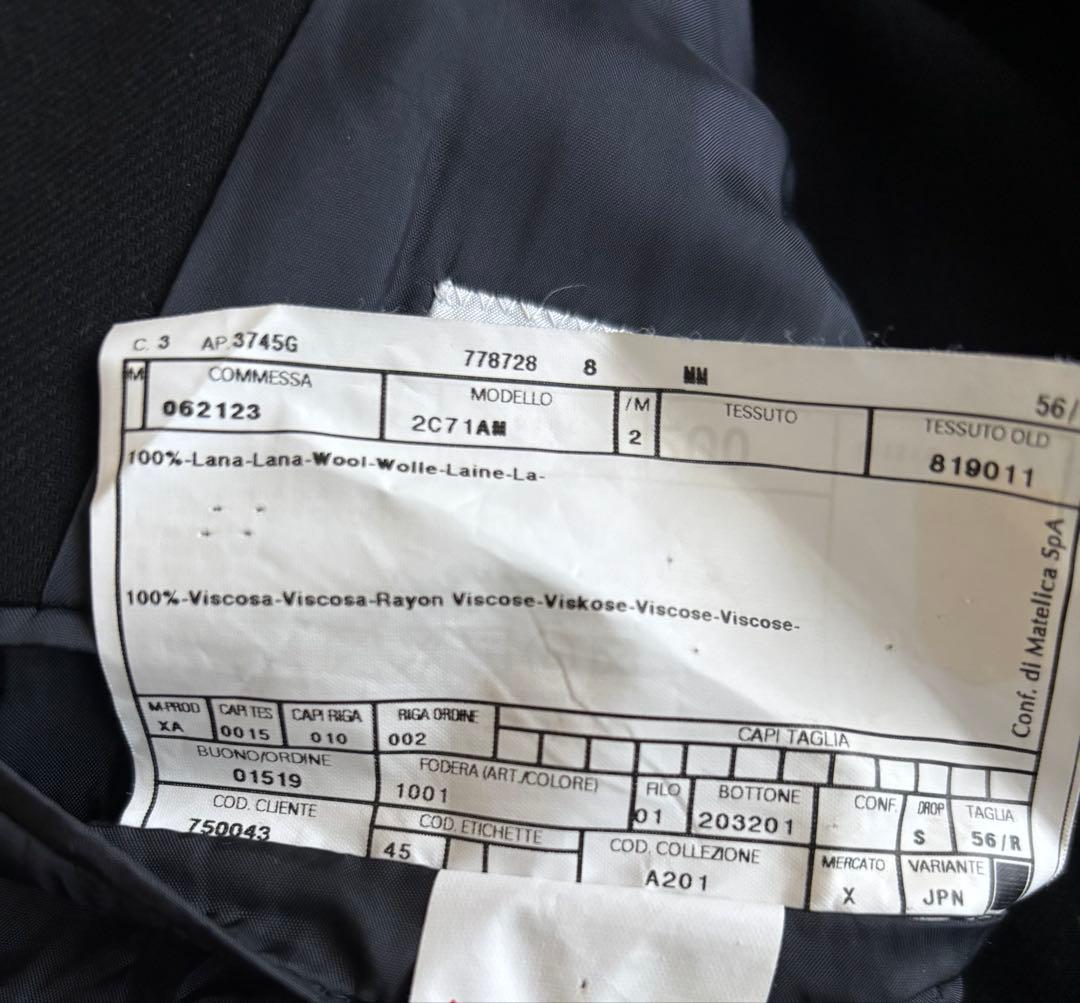 C. 3 AP. 3745G 778728 8 MM 56/
M COMMESSA MODELLO /M TESSUTO TESSUTO OLD
062123 2C71AM 2 819011
100%-Lana-Lana-Wool-Wolle-Laine-La-
100%-Viscosa-Viscosa-Rayon Viscose-Viskose-Viscose-Viscose-
Conf. di Matelica SpA
M-PROD CAPI TES CAPI RIGA RIGA ORDINE CAPI TAGLIA
XA 0015 010 002
BUONO/ORDINE FODERA (ART./COLORE) FILO BOTTONE CONF. DROP TAGLIA
01519 1001 01 203201 S 56/R
COD. CLIENTE COD. ETICHETTE COD. COLLEZIONE MERCATO VARIANTE
750043 45 A201 X JPN